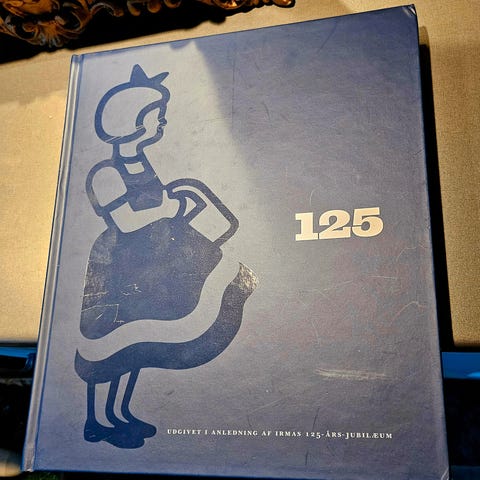 125
UDGIVET I ANLEDNING AF IRMAS 125-ÅRS-JUBILÆUM